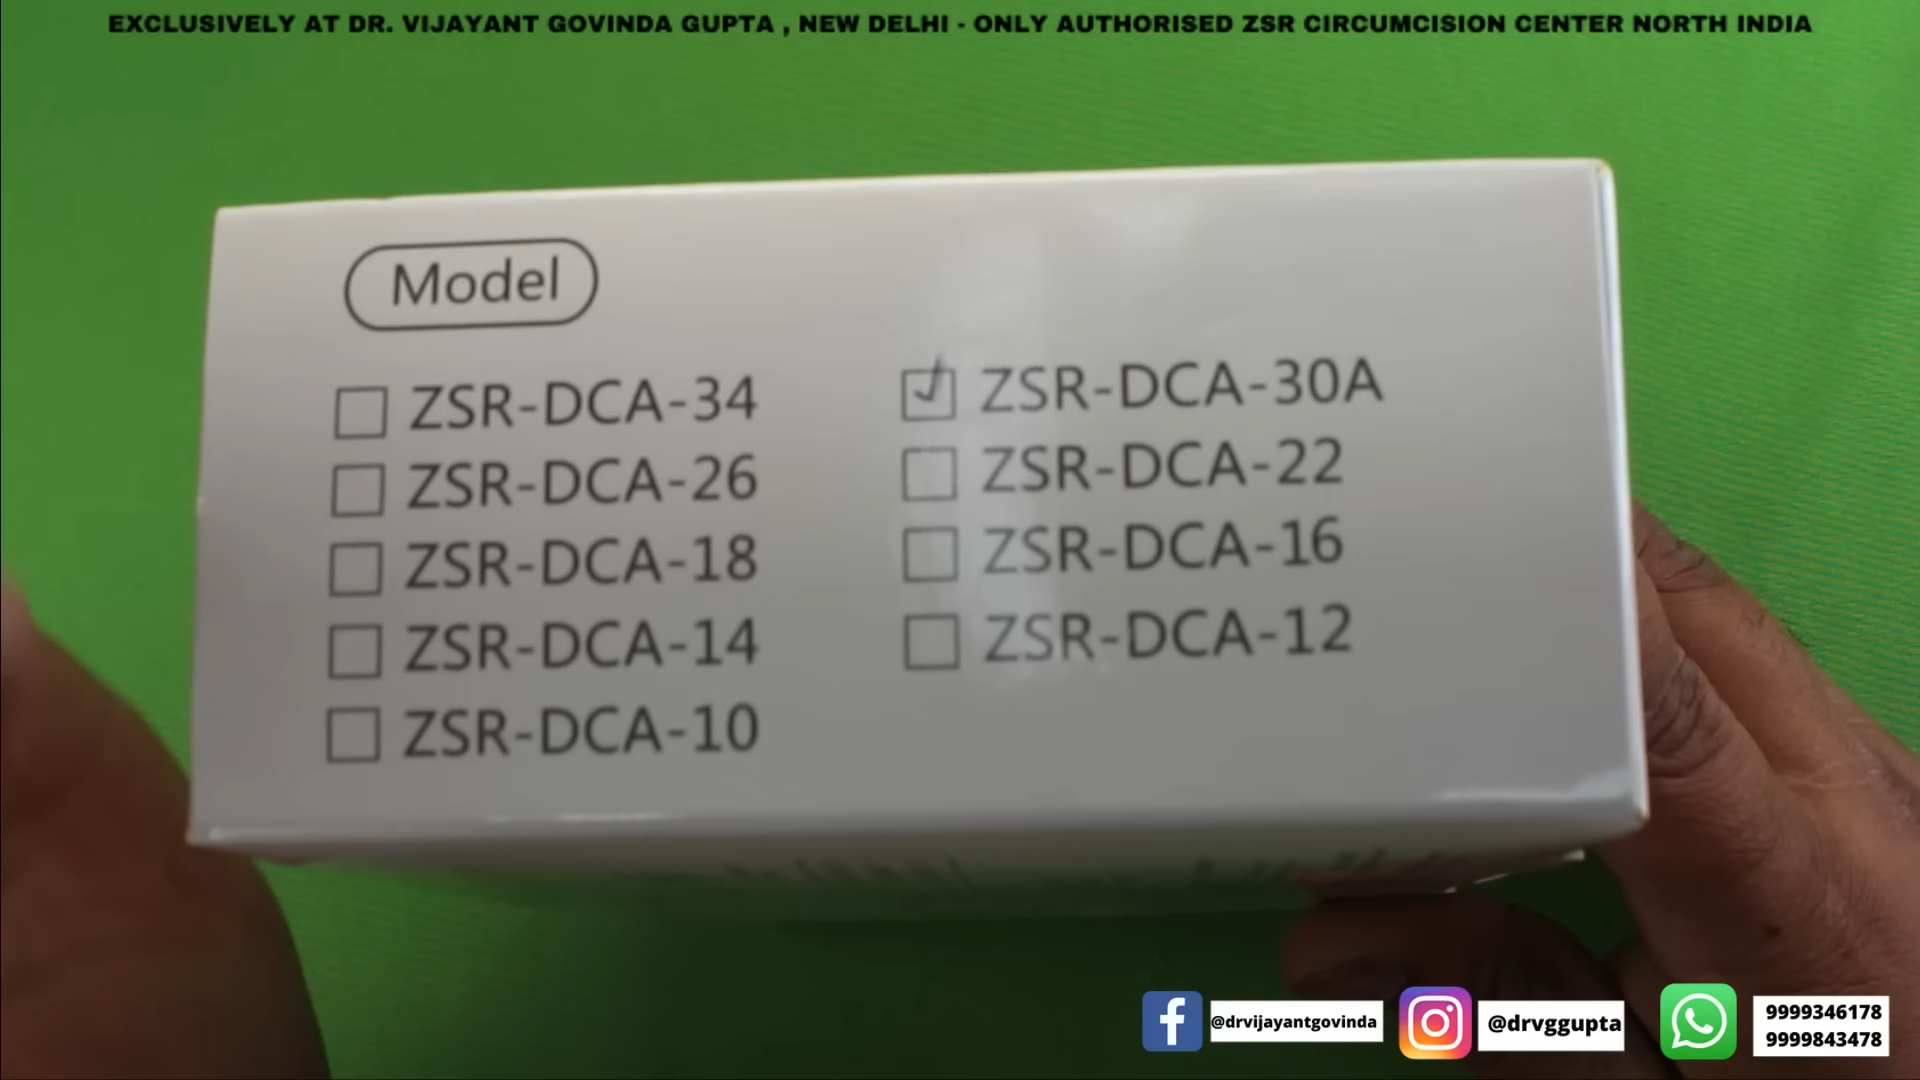 EXCLUSIVELY AT DR. VIJAYANT GOVINDA GUPTA , NEW DELHI - ONLY AUTHORISED ZSR CIRCUMCISION CENTER NORTH INDIA
Model
ZSR-DCA-34
ZSR-DCA-30A
ZSR-DCA-26
ZSR-DCA-22
ZSR-DCA-18
ZSR-DCA-16
ZSR-DCA-14
ZSR-DCA-12
ZSR-DCA-10
@drvijayantgovinda
@drvggupta
9999346178
9999843478